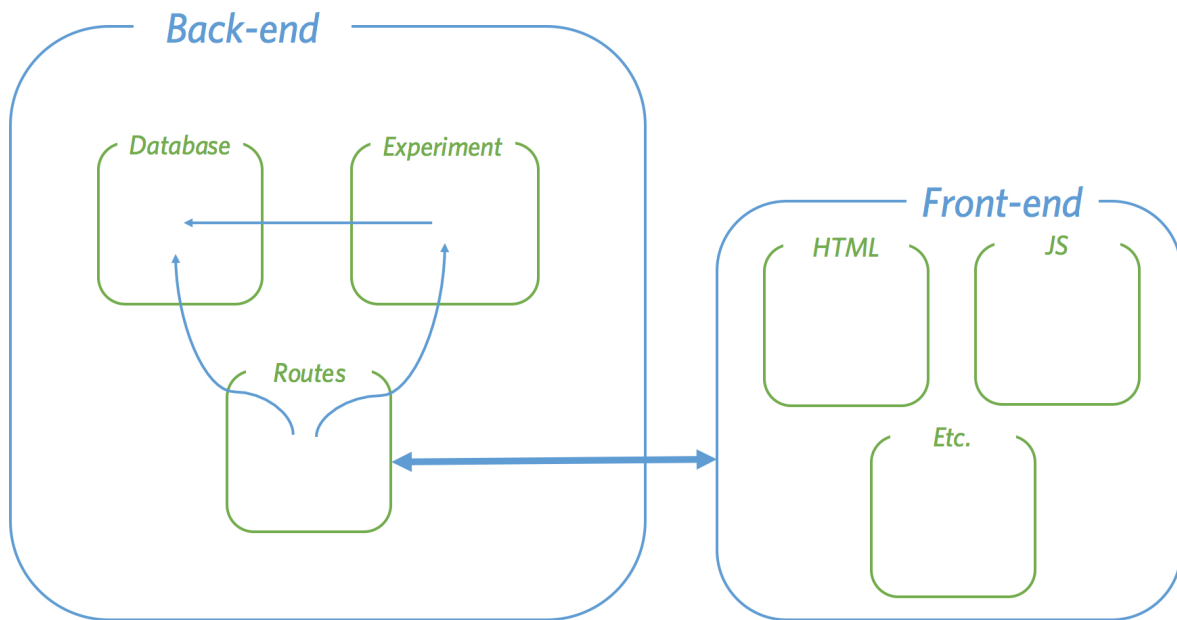 Back-end
Database
Experiment
Routes
Front-end
HTML
JS
Etc.